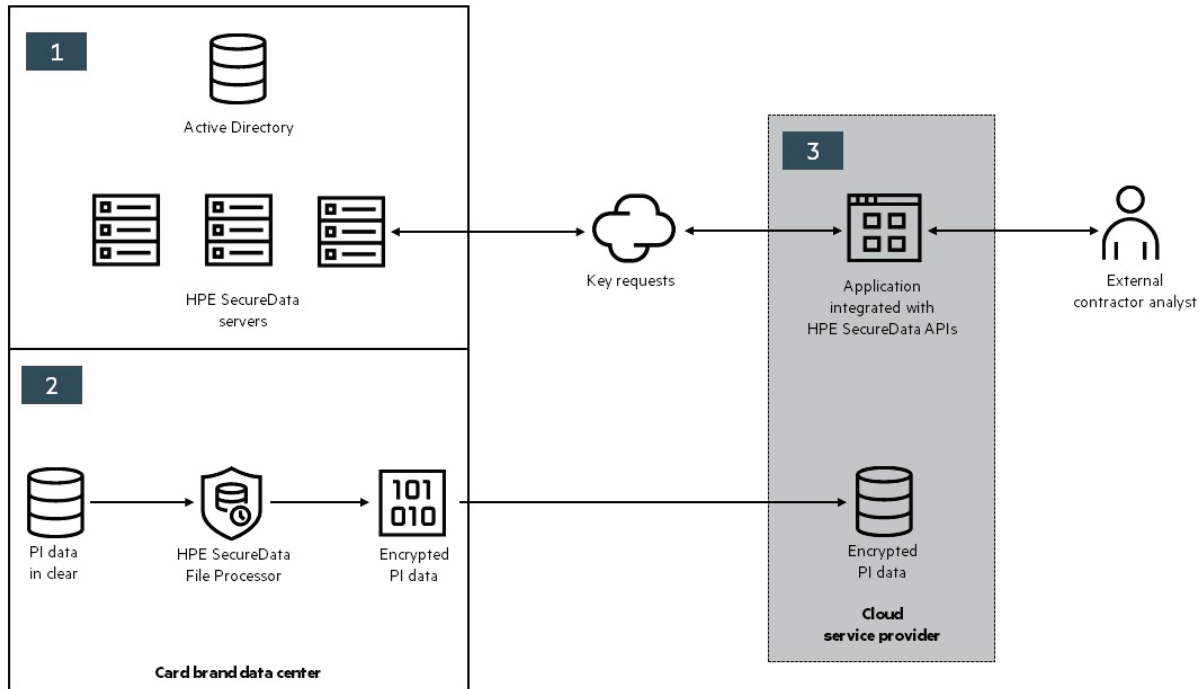 1
Active Directory
HPE SecureData
servers
Key requests
3
Application
integrated with
HPE SecureData APIs
External
contractor analyst
2
PI data
in clear
HPE SecureData
File Processor
101
010
Encrypted
PI data
Encrypted
PI data
Cloud
service provider
Card brand data center